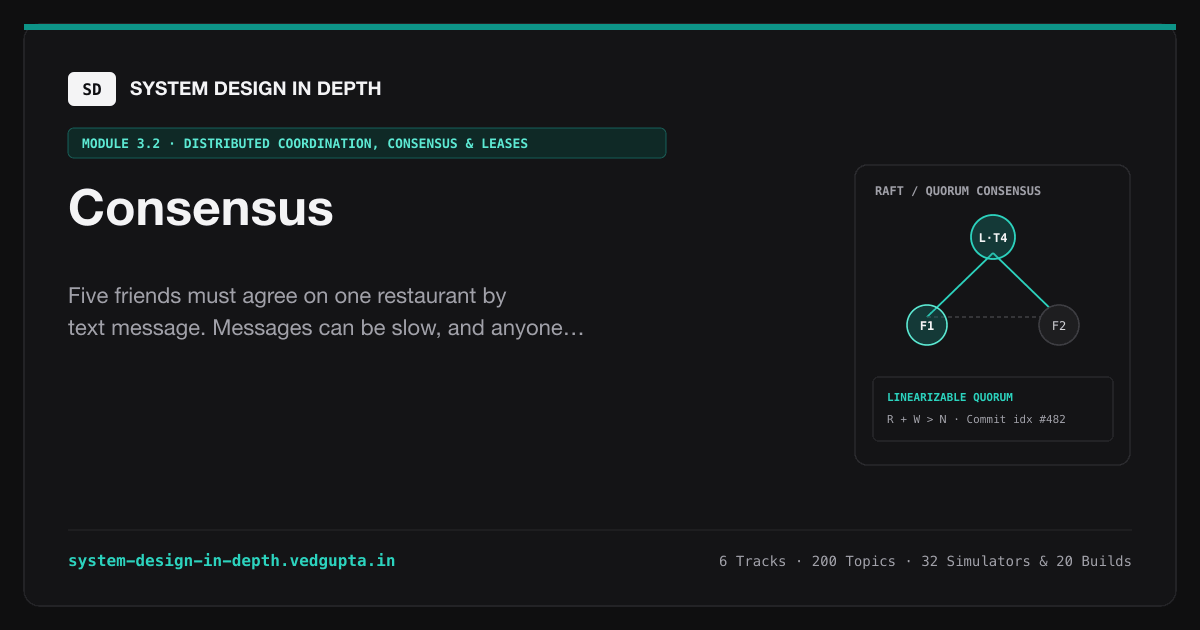 SD SYSTEM DESIGN IN DEPTH
MODULE 3.2 · DISTRIBUTED COORDINATION, CONSENSUS & LEASES
Consensus
Five friends must agree on one restaurant by
text message. Messages can be slow, and anyone…
RAFT / QUORUM CONSENSUS
L·T4
F1
F2
LINEARIZABLE QUORUM
R + W > N · Commit idx #482
system-design-in-depth.vedgupta.in
6 Tracks · 200 Topics · 32 Simulators & 20 Builds